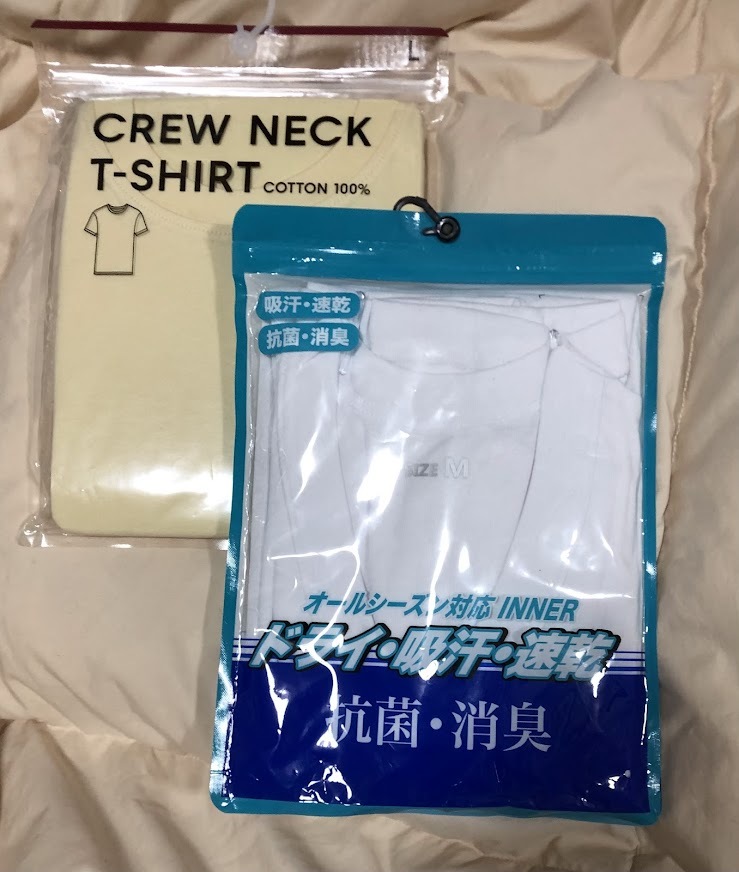 L
CREW NECK
T-SHIRT COTTON 100%
吸汗・速乾
抗菌・消臭
SIZE M
オールシーズン対応 INNER
ドライ・吸汗・速乾
抗菌・消臭